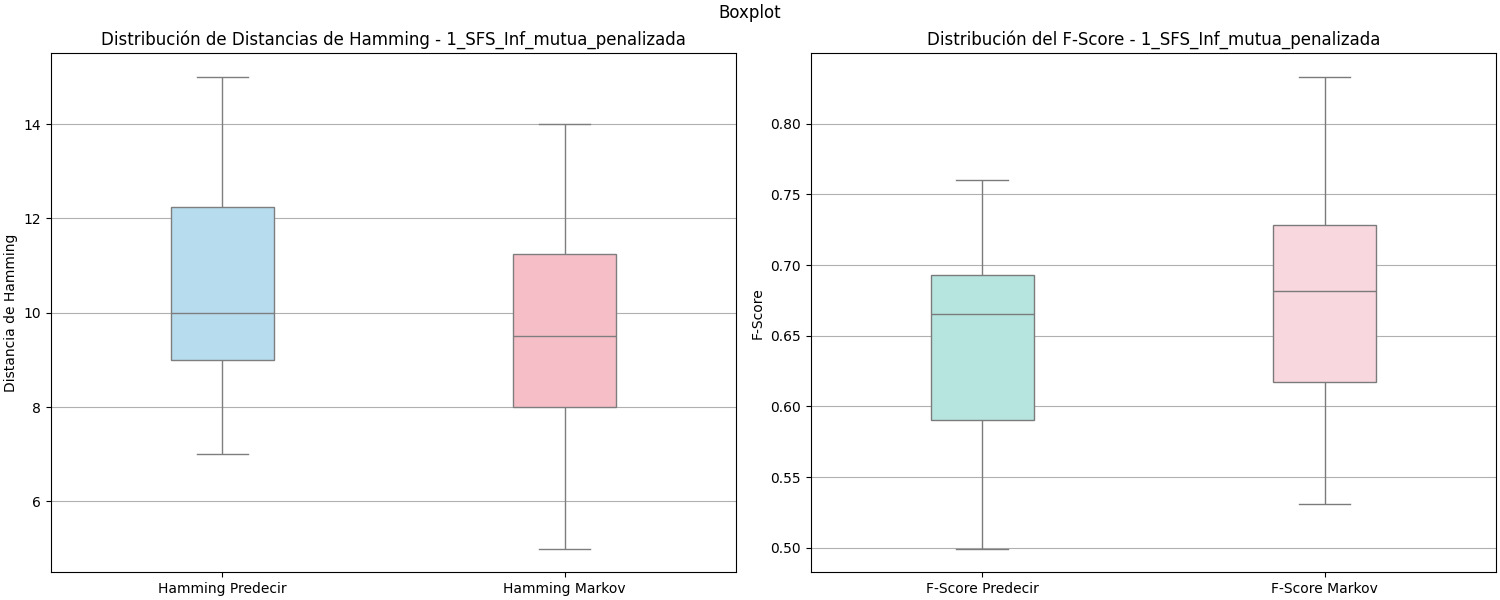 Boxplot
Distribución de Distancias de Hamming - 1_SFS_Inf_mutua_penalizada
Distancia de Hamming
14
12
10
8
6
Hamming Predecir
Hamming Markov
Distribución del F-Score - 1_SFS_Inf_mutua_penalizada
F-Score
0.80
0.75
0.70
0.65
0.60
0.55
0.50
F-Score Predecir
F-Score Markov